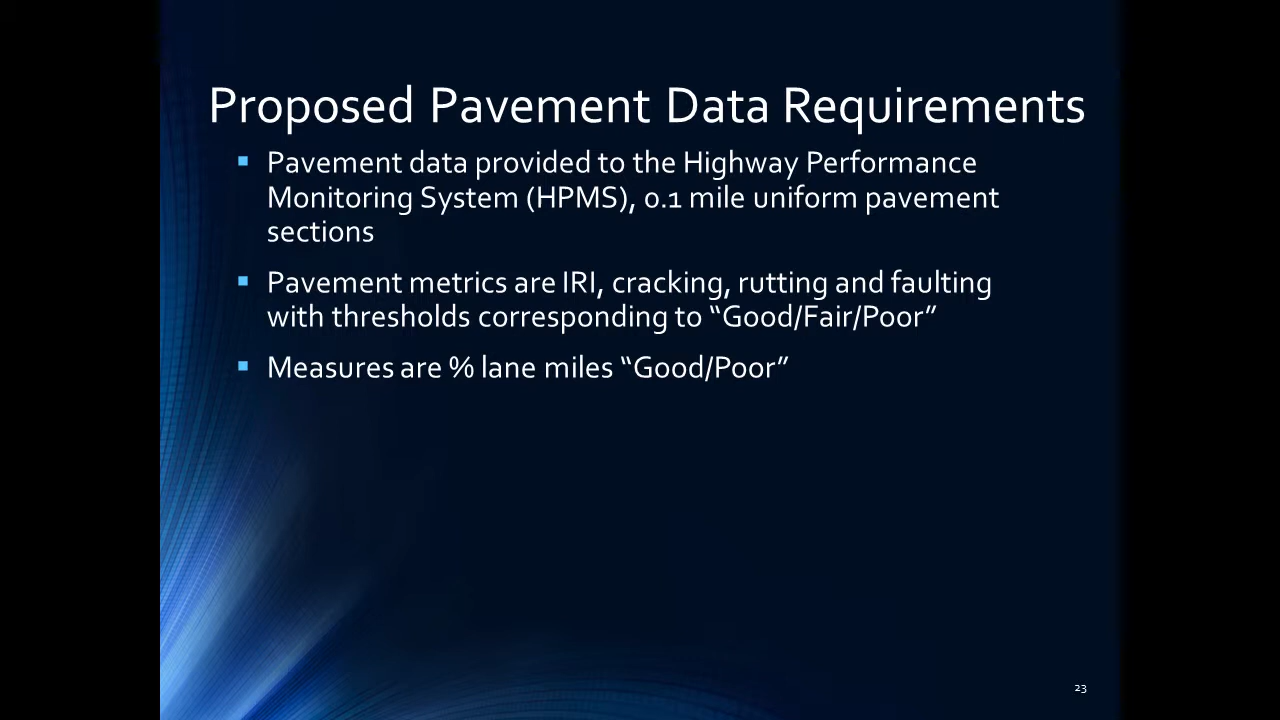 Proposed Pavement Data Requirements
▪ Pavement data provided to the Highway Performance
Monitoring System (HPMS), 0.1 mile uniform pavement
sections
▪ Pavement metrics are IRI, cracking, rutting and faulting
with thresholds corresponding to “Good/Fair/Poor”
▪ Measures are % lane miles “Good/Poor”
23